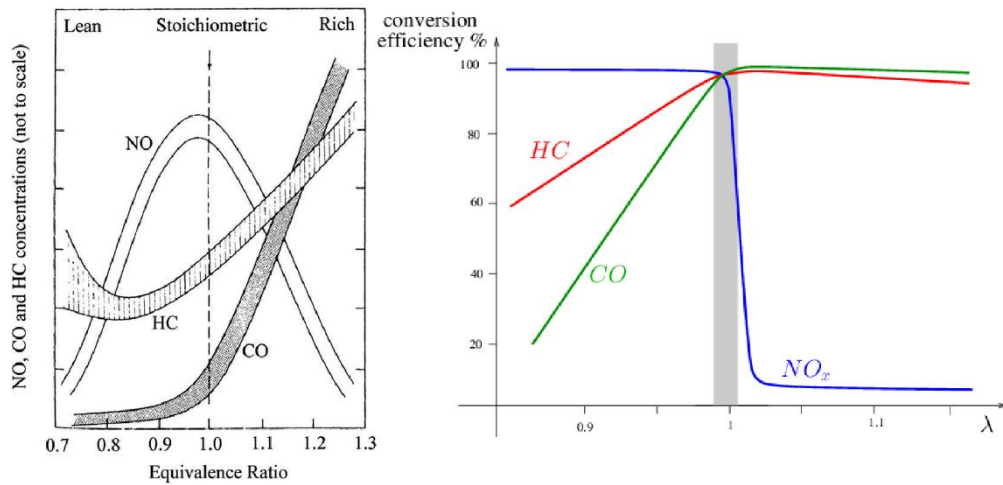 Lean Stoichiometric Rich
NO, CO and HC concentrations (not to scale)
NO
HC
CO
0.7 0.8 0.9 1.0 1.1 1.2 1.3
Equivalence Ratio
conversion
efficiency %
100
80
60
40
20
HC
CO
NOₓ
0.9 1 1.1
λ